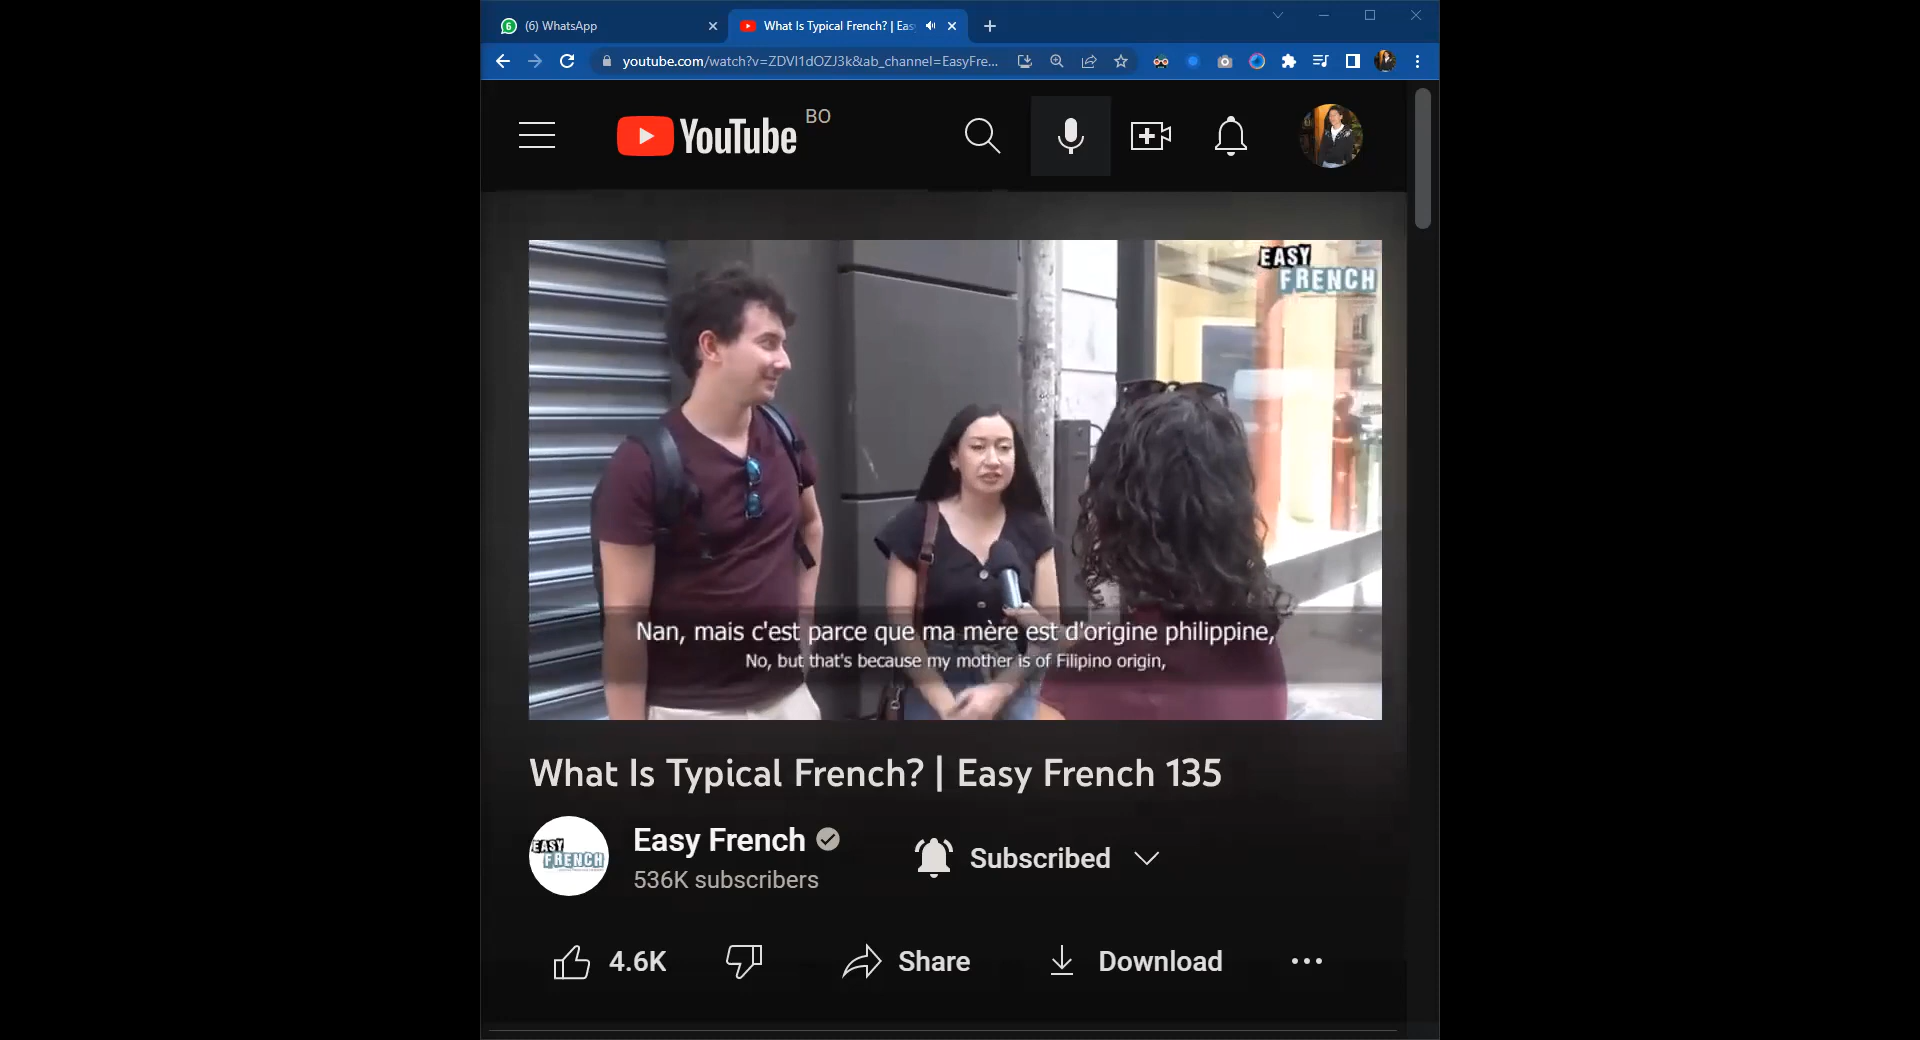 (6) WhatsApp
What Is Typical French? | Eas
youtube.com/watch?v=ZDVl1dOZJ3k&ab_channel=EasyFre...
YouTube BO
EASY
FRENCH
Nan, mais c'est parce que ma mère est d'origine philippine,
No, but that's because my mother is of Filipino origin,
What Is Typical French? | Easy French 135
EASY
FRENCH
Easy French
536K subscribers
Subscribed
4.6K
Share
Download